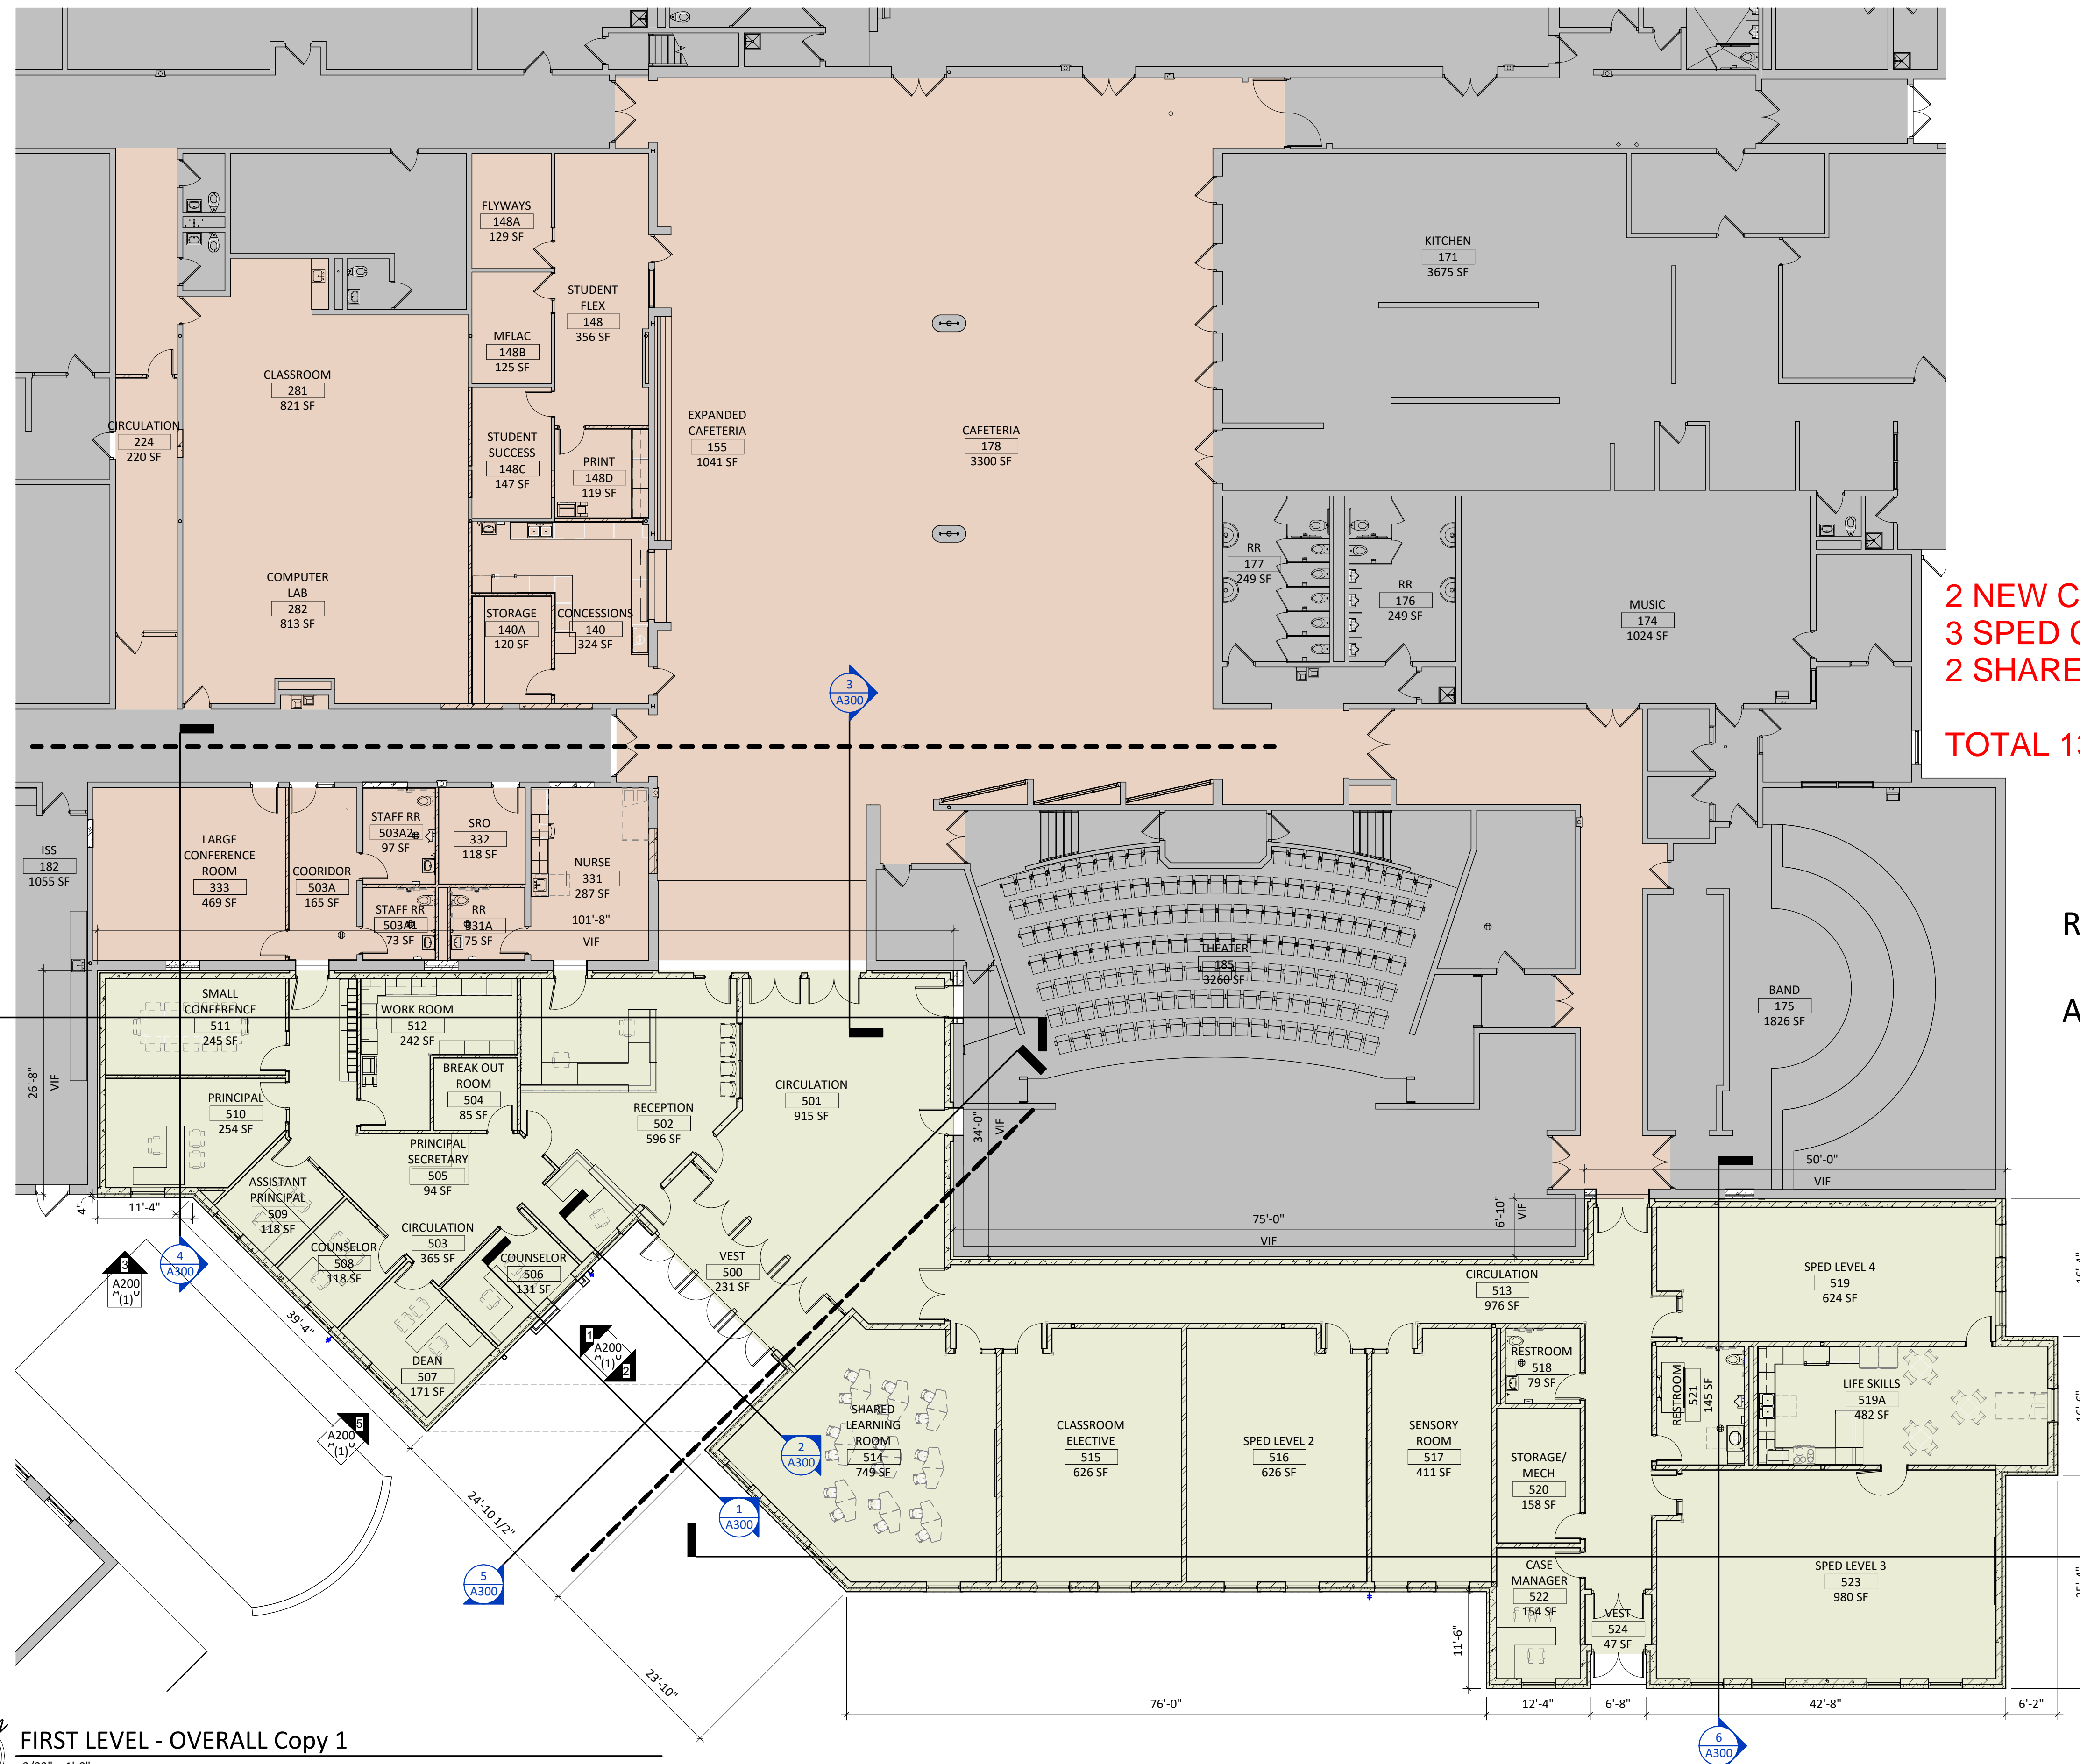 FLYWAYS
148A
129 SF
STUDENT
FLEX
148
356 SF
MFLAC
148B
125 SF
KITCHEN
171
3675 SF
CLASSROOM
281
821 SF
CIRCULATION
224
220 SF
STUDENT
SUCCESS
148C
147 SF
PRINT
148D
119 SF
EXPANDED
CAFETERIA
155
1041 SF
CAFETERIA
178
3300 SF
COMPUTER
LAB
282
813 SF
STORAGE
140A
120 SF
CONCESSIONS
140
324 SF
RR
177
249 SF
RR
176
249 SF
MUSIC
174
1024 SF
2 NEW C
3 SPED
2 SHARE
TOTAL 13
3
A300
ISS
182
1055 SF
LARGE
CONFERENCE
ROOM
333
469 SF
COORIDOR
503A
165 SF
STAFF RR
503A2
97 SF
SRO
332
118 SF
NURSE
331
287 SF
STAFF RR
503A1
73 SF
RR
331A
75 SF
101'-8"
VIF
THEATER
185
3260 SF
BAND
175
1826 SF
R
A
SMALL
CONFERENCE
511
245 SF
WORK ROOM
512
242 SF
BREAK OUT
ROOM
504
85 SF
PRINCIPAL
510
254 SF
RECEPTION
502
596 SF
CIRCULATION
501
915 SF
26'-8"
VIF
34'-0"
VIF
PRINCIPAL
SECRETARY
505
94 SF
ASSISTANT
PRINCIPAL
509
118 SF
CIRCULATION
503
365 SF
COUNSELOR
508
118 SF
COUNSELOR
506
131 SF
VEST
500
231 SF
DEAN
507
171 SF
4"
11'-4"
4
A300
3
A200
(1)
39'-4"
1
A200
(1)
2
5
A200
(1)
75'-0"
VIF
6'-10"
VIF
50'-0"
VIF
CIRCULATION
513
976 SF
SPED LEVEL 4
519
624 SF
16'-4"
RESTROOM
518
79 SF
RESTROOM
521
145 SF
LIFE SKILLS
519A
482 SF
16'-6"
SHARED
LEARNING
ROOM
514
749 SF
CLASSROOM
ELECTIVE
515
626 SF
SPED LEVEL 2
516
626 SF
SENSORY
ROOM
517
411 SF
STORAGE/
MECH
520
158 SF
2
A300
1
A300
24'-10 1/2"
5
A300
CASE
MANAGER
522
154 SF
VEST
524
47 SF
SPED LEVEL 3
523
980 SF
25'-4"
11'-6"
23'-10"
76'-0"
12'-4"
6'-8"
42'-8"
6'-2"
6
A300
FIRST LEVEL - OVERALL Copy 1